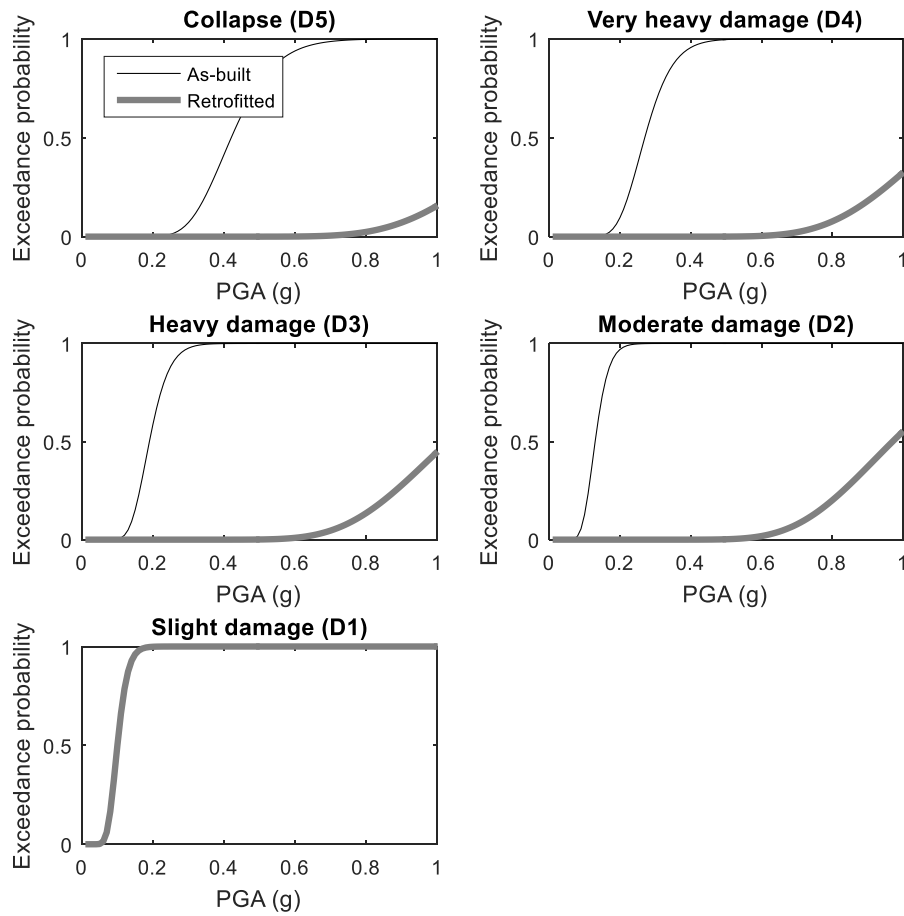 Collapse (D5)
Exceedance probability
1
0.5
0
As-built
Retrofitted
0 0.2 0.4 0.6 0.8 1
PGA (g)
Very heavy damage (D4)
Exceedance probability
1
0.5
0
0 0.2 0.4 0.6 0.8 1
PGA (g)
Heavy damage (D3)
Exceedance probability
1
0.5
0
0 0.2 0.4 0.6 0.8 1
PGA (g)
Moderate damage (D2)
Exceedance probability
1
0.5
0
0 0.2 0.4 0.6 0.8 1
PGA (g)
Slight damage (D1)
Exceedance probability
1
0.5
0
0 0.2 0.4 0.6 0.8 1
PGA (g)